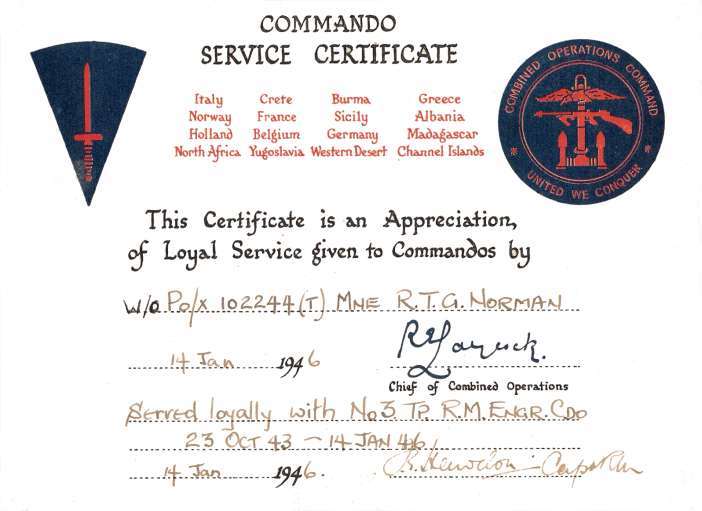 COMMANDO
SERVICE CERTIFICATE
Italy Crete Burma Greece
Norway France Sicily Albania
Holland Belgium Germany Madagascar
North Africa Yugoslavia Western Desert Channel Islands
COMBINED OPERATIONS COMMAND
UNITED WE CONQUER
This Certificate is an Appreciation,
of Loyal Service given to Commandos by
W/O Po/X 102244(T) MNE R.T.G. NORMAN
14 Jan 1946
Chief of Combined Operations
Served loyally with No 3 TP. R.M. ENGR. CDO
23 OCT 43 – 14 JAN 46
14 Jan 1946. Capt RM